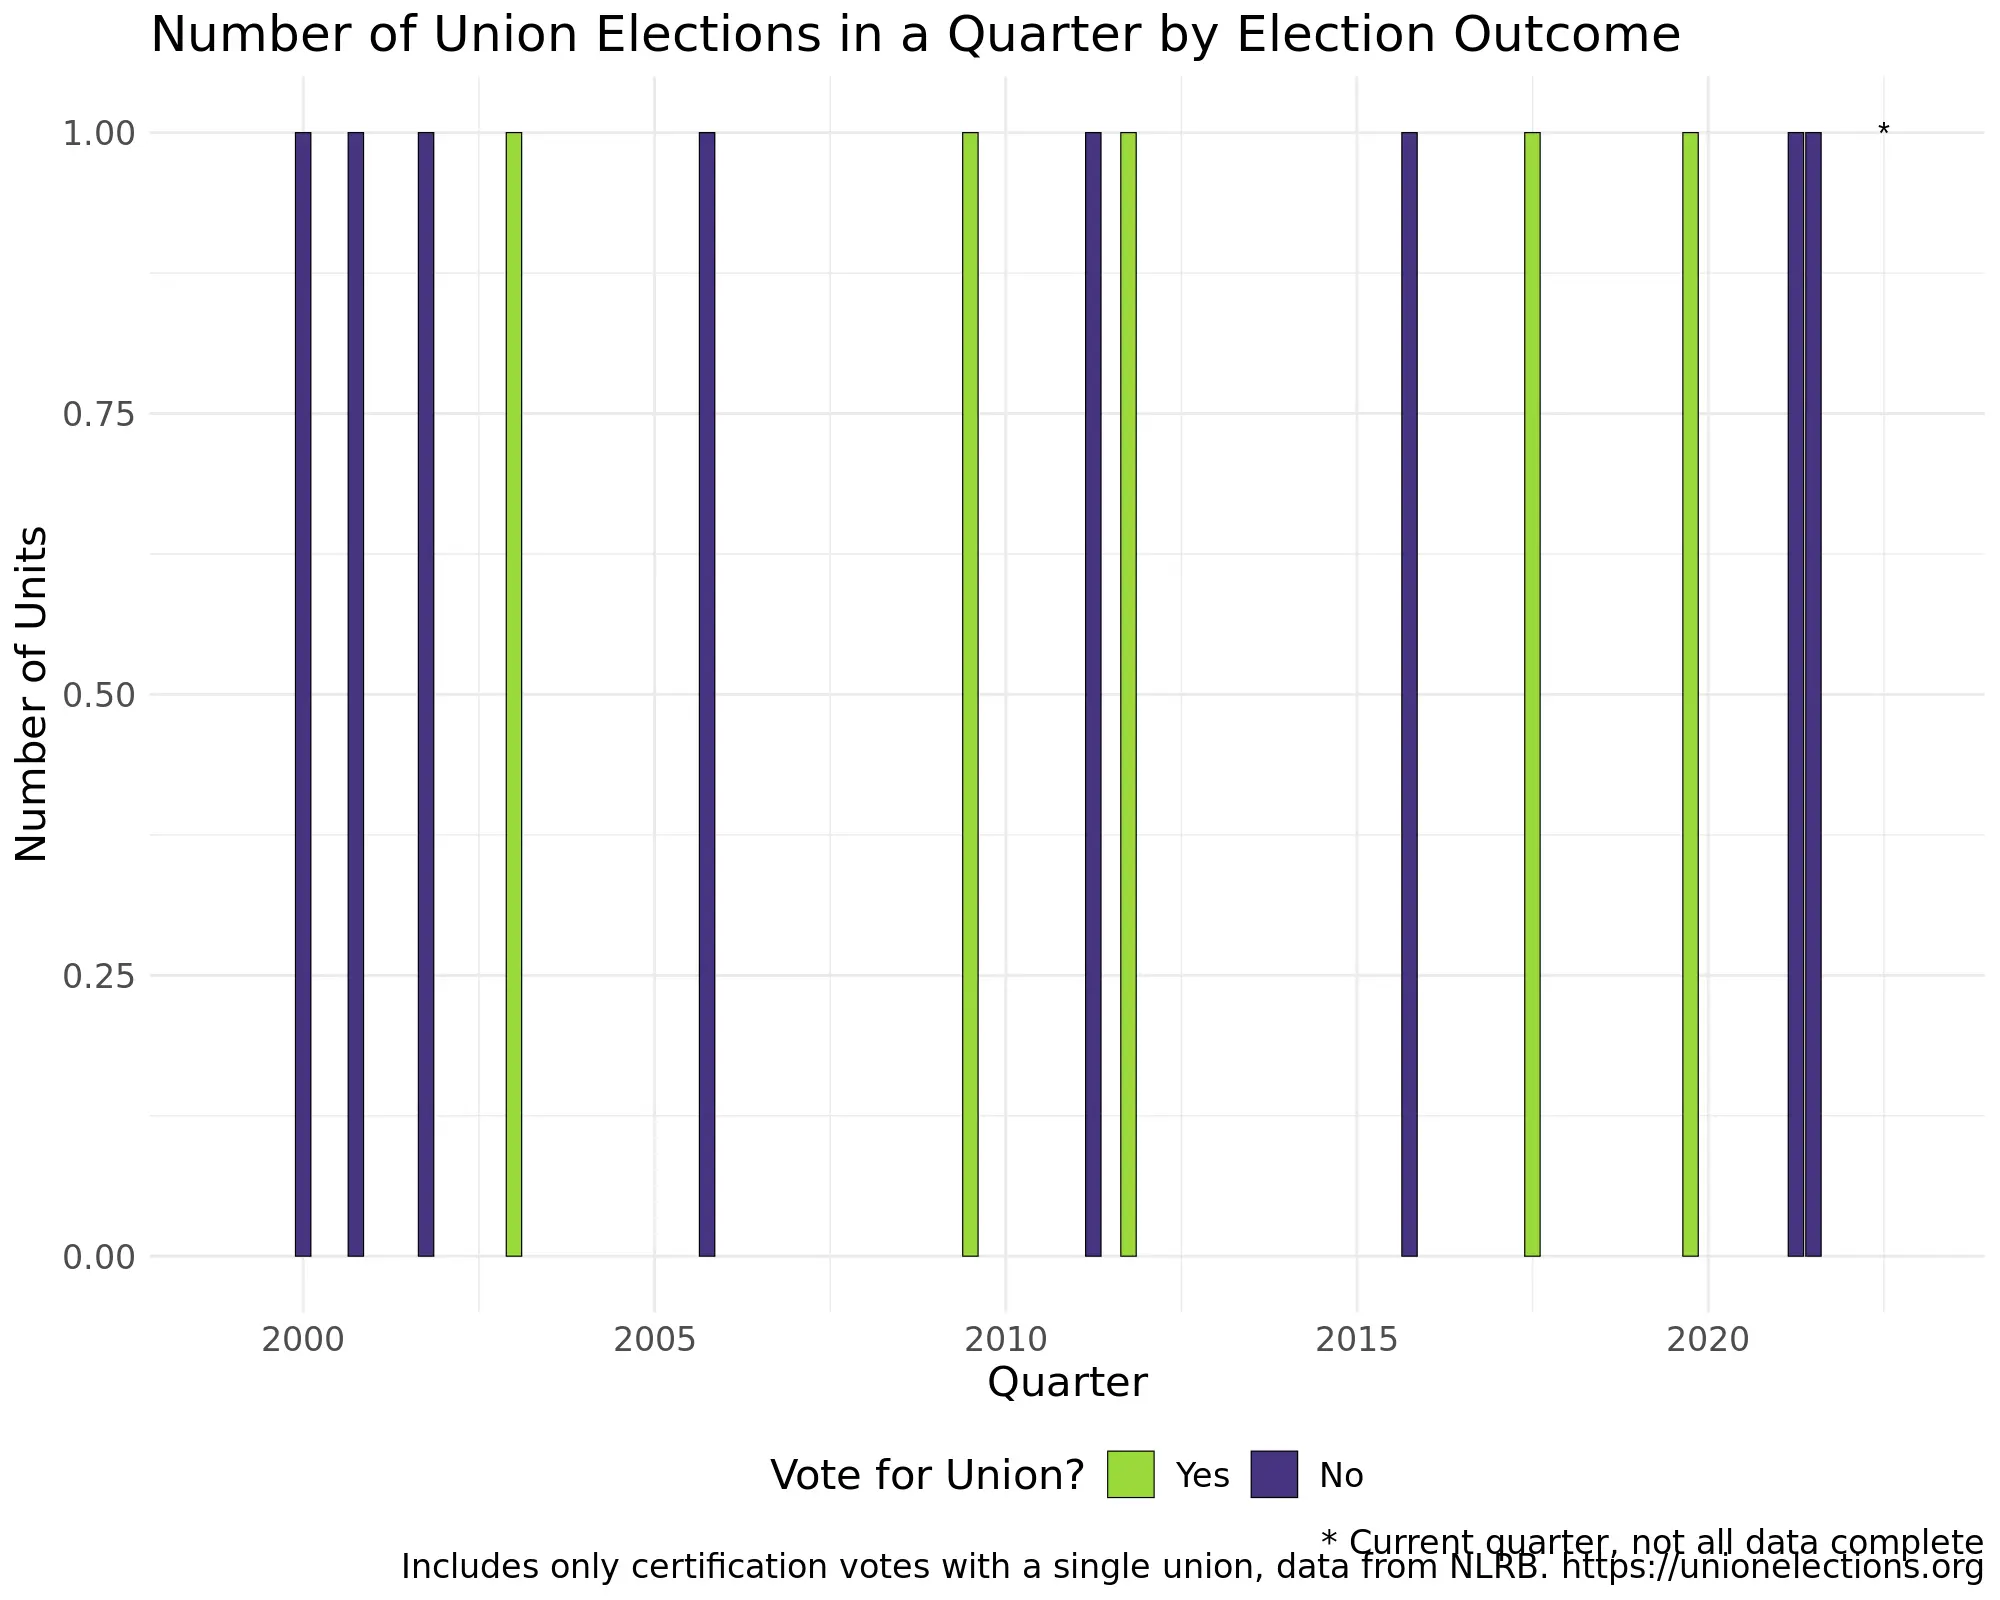 Number of Union Elections in a Quarter by Election Outcome
Number of Units
1.00
0.75
0.50
0.25
0.00
*
2000 2005 2010 2015 2020
Quarter
Vote for Union? Yes No
* Current quarter, not all data complete
Includes only certification votes with a single union, data from NLRB. https://unionelections.org